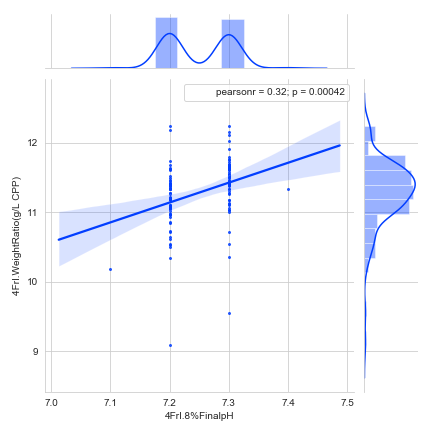 pearsonr = 0.32; p = 0.00042
12
11
10
9
4Frl.WeightRatio(g/L CPP)
7.0 7.1 7.2 7.3 7.4 7.5
4Frl.8%FinalpH